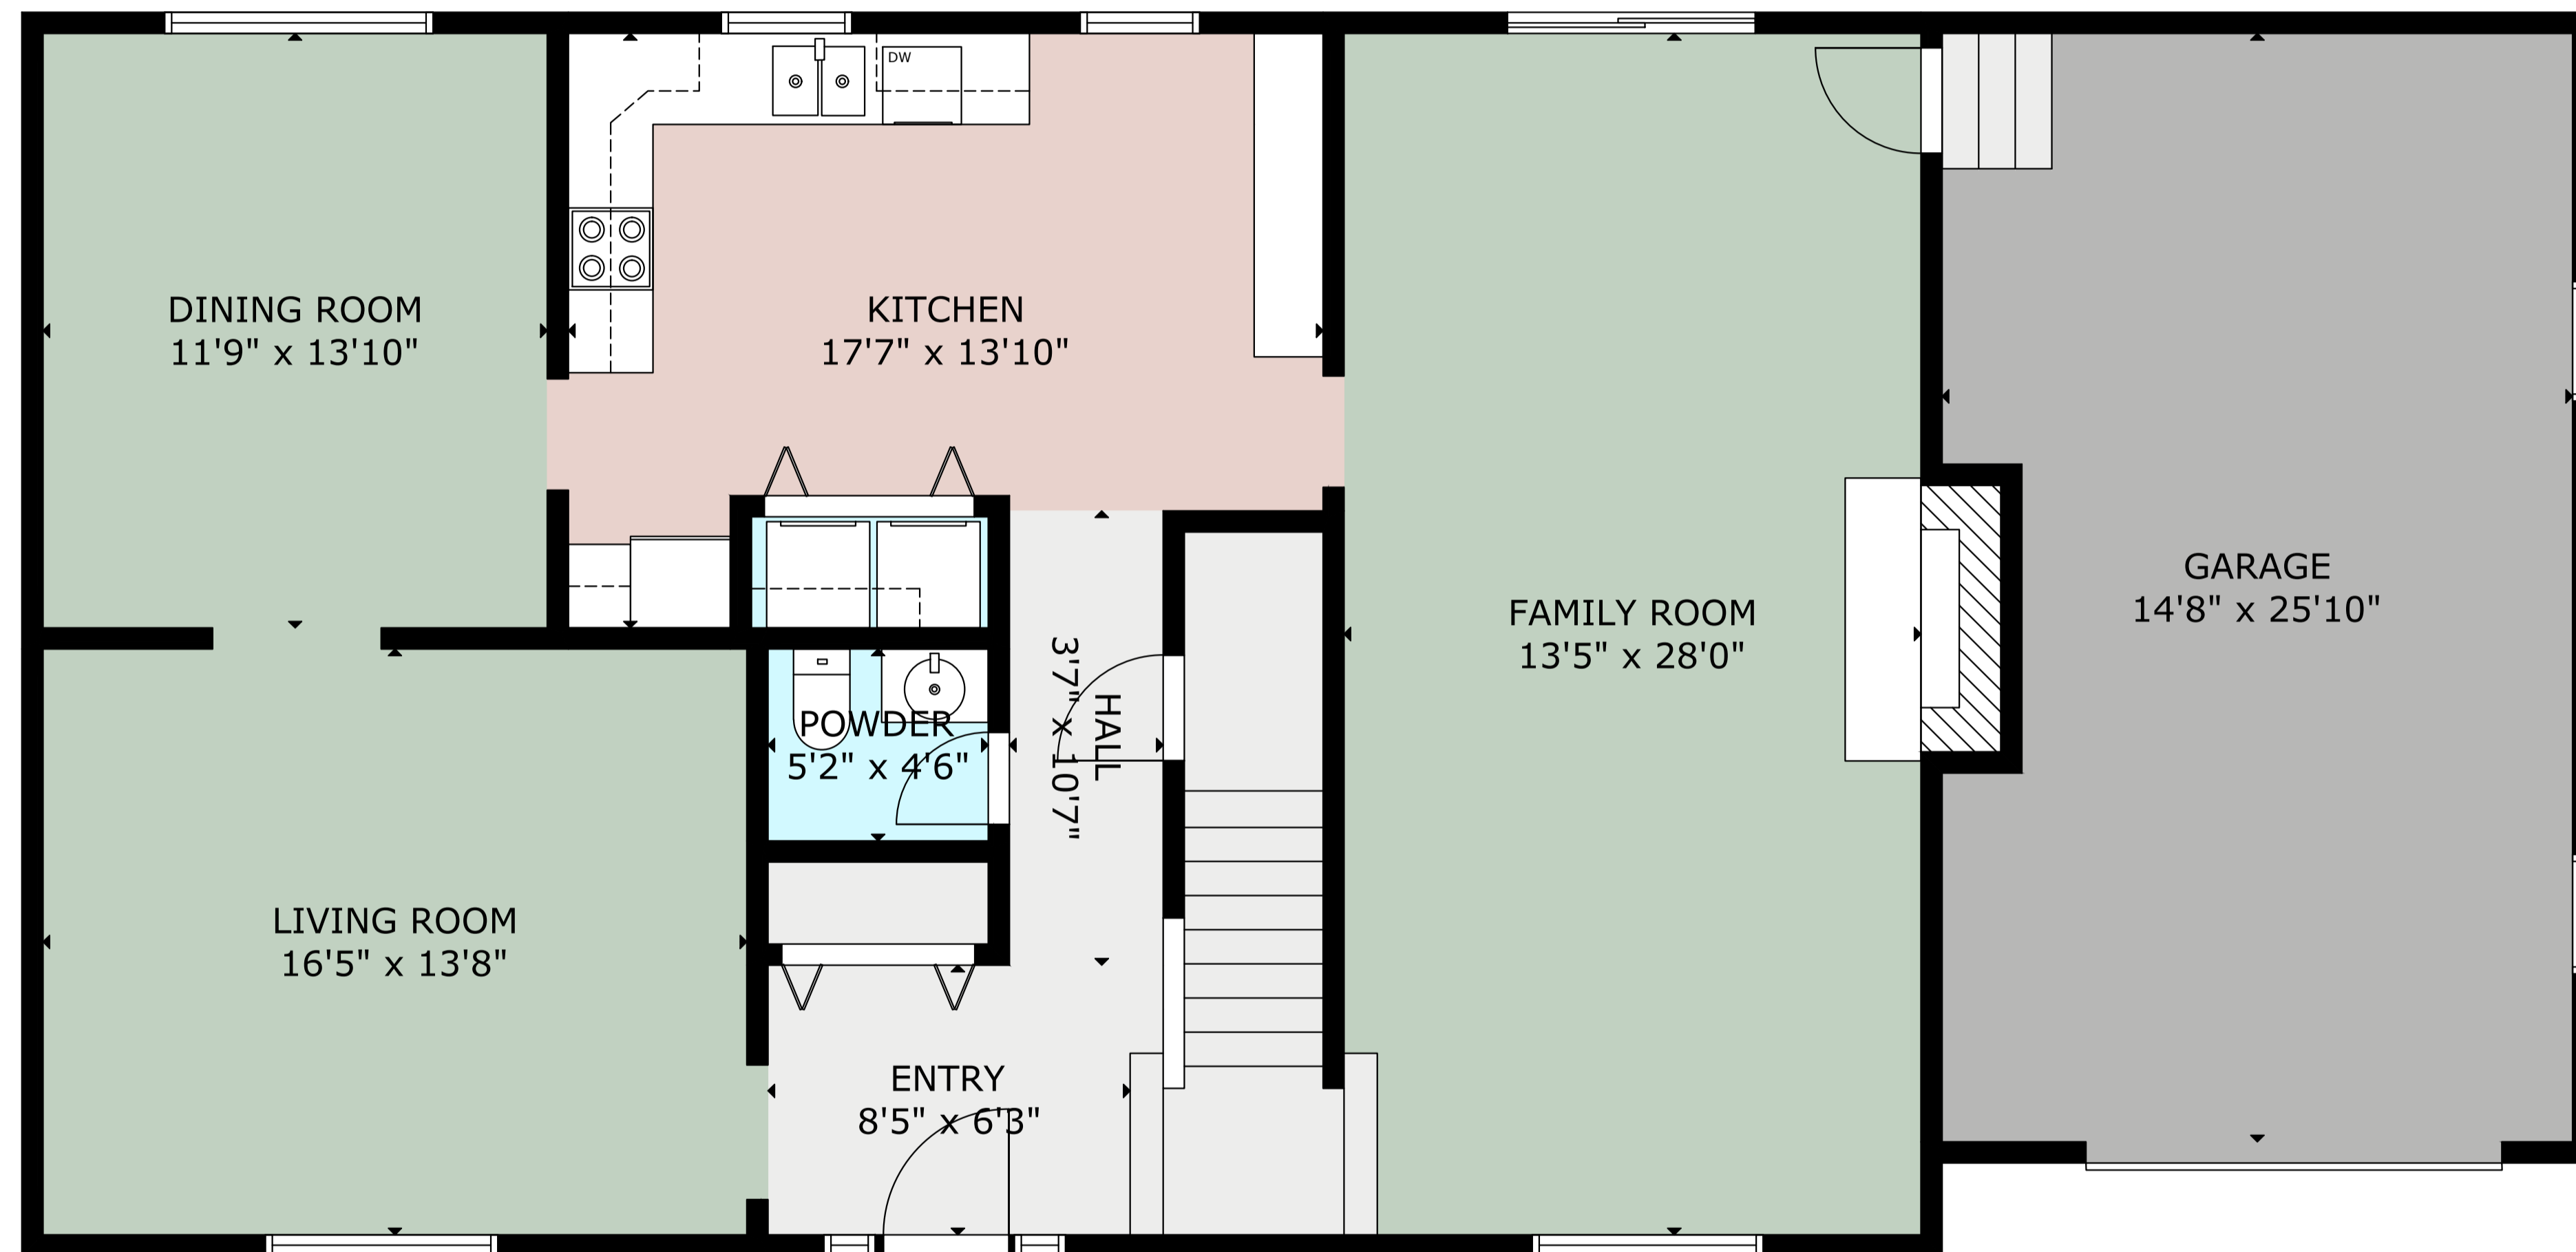 DW
DINING ROOM
11'9" x 13'10"
KITCHEN
17'7" x 13'10"
FAMILY ROOM
13'5" x 28'0"
GARAGE
14'8" x 25'10"
POWDER
5'2" x 4'6"
HALL
3'7" x 10'7"
LIVING ROOM
16'5" x 13'8"
ENTRY
8'5" x 6'3"